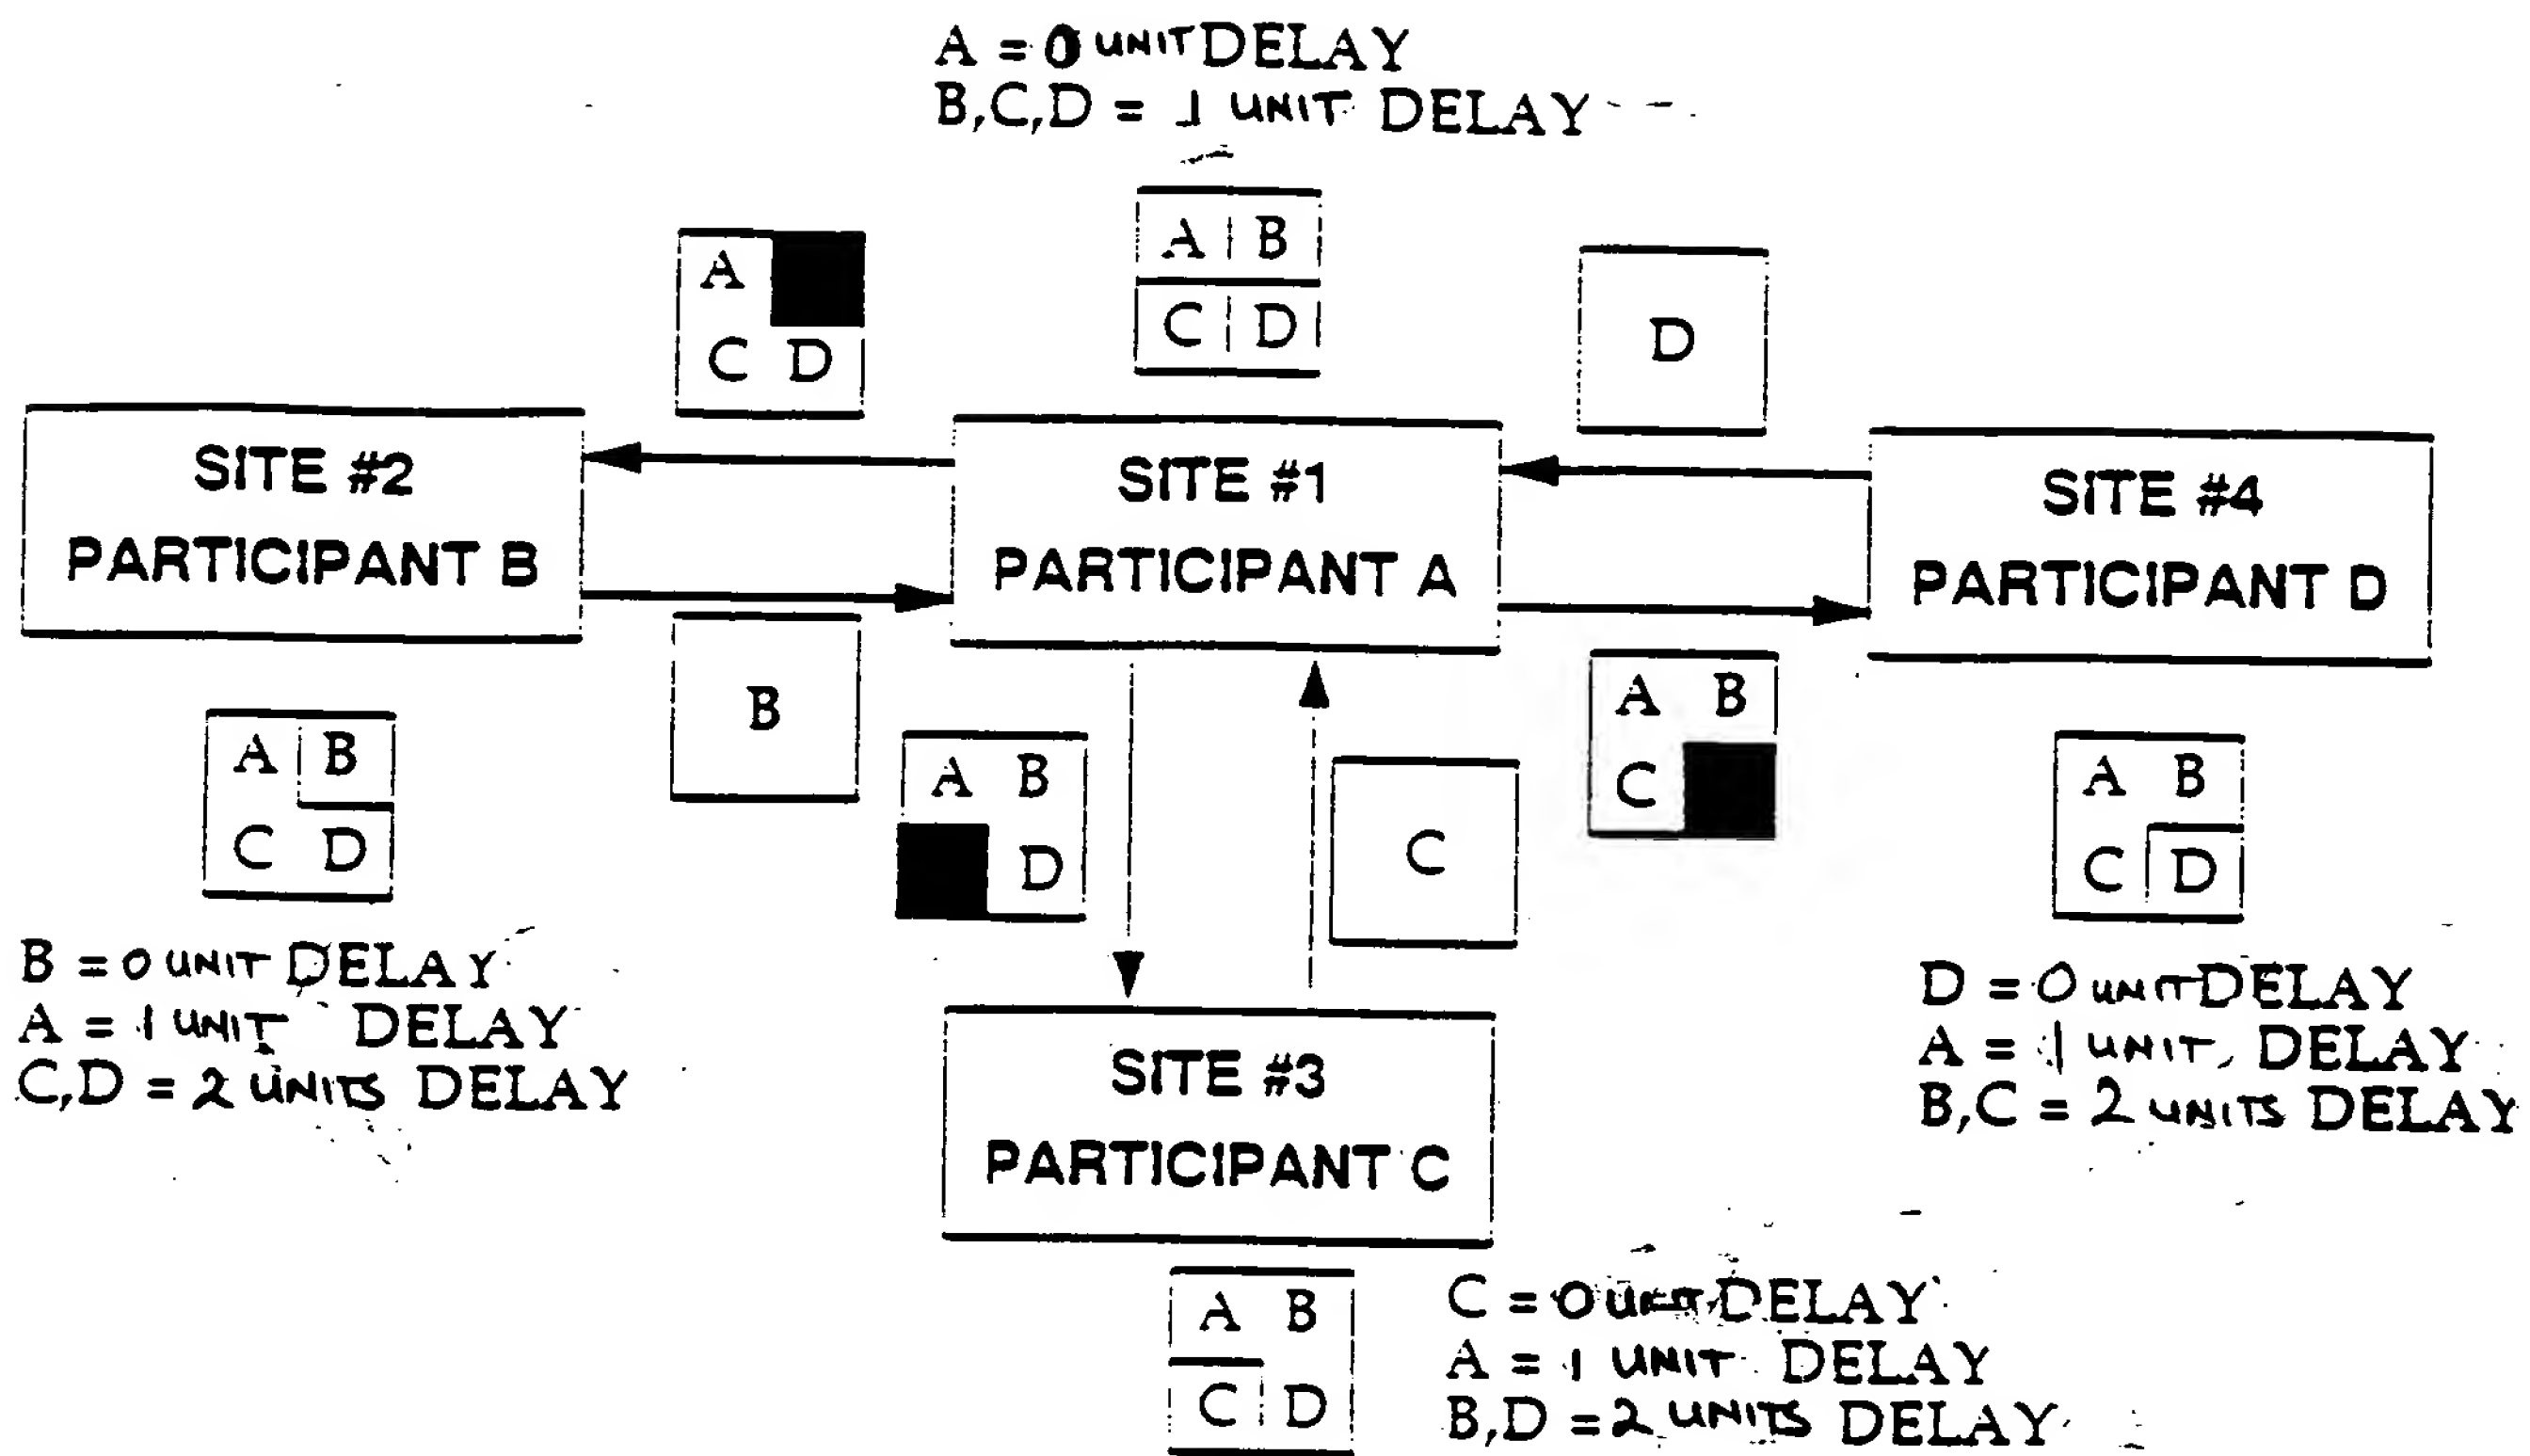 A = 0 UNIT DELAY
B,C,D = 1 UNIT DELAY
A B
C D
A
C D
D
SITE #2
PARTICIPANT B
SITE #1
PARTICIPANT A
SITE #4
PARTICIPANT D
B
A B
D
C
A B
C
A B
C D
A B
C D
B = 0 UNIT DELAY
A = 1 UNIT DELAY
C,D = 2 UNITS DELAY
D = 0 UNIT DELAY
A = 1 UNIT DELAY
B,C = 2 UNITS DELAY
SITE #3
PARTICIPANT C
A B
C D
C = 0 UNIT DELAY
A = 1 UNIT DELAY
B,D = 2 UNITS DELAY